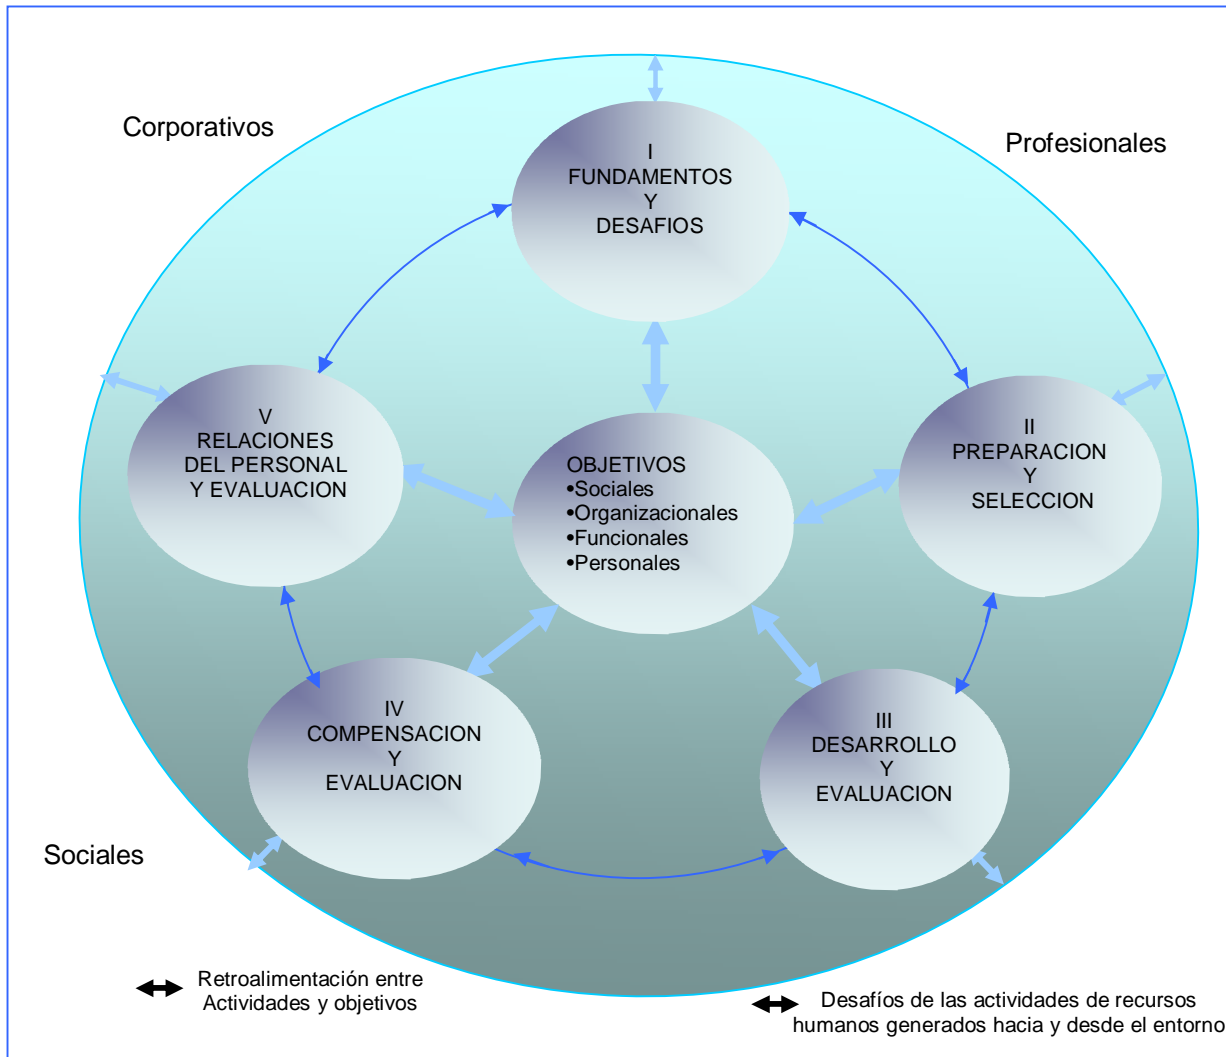 Corporativos
Profesionales
I
FUNDAMENTOS
Y
DESAFIOS
V
RELACIONES
DEL PERSONAL
Y EVALUACION
II
PREPARACION
Y
SELECCION
OBJETIVOS
•Sociales
•Organizacionales
•Funcionales
•Personales
IV
COMPENSACION
Y
EVALUACION
III
DESARROLLO
Y
EVALUACION
Sociales
Retroalimentación entre
Actividades y objetivos
Desafíos de las actividades de recursos
humanos generados hacia y desde el entorno